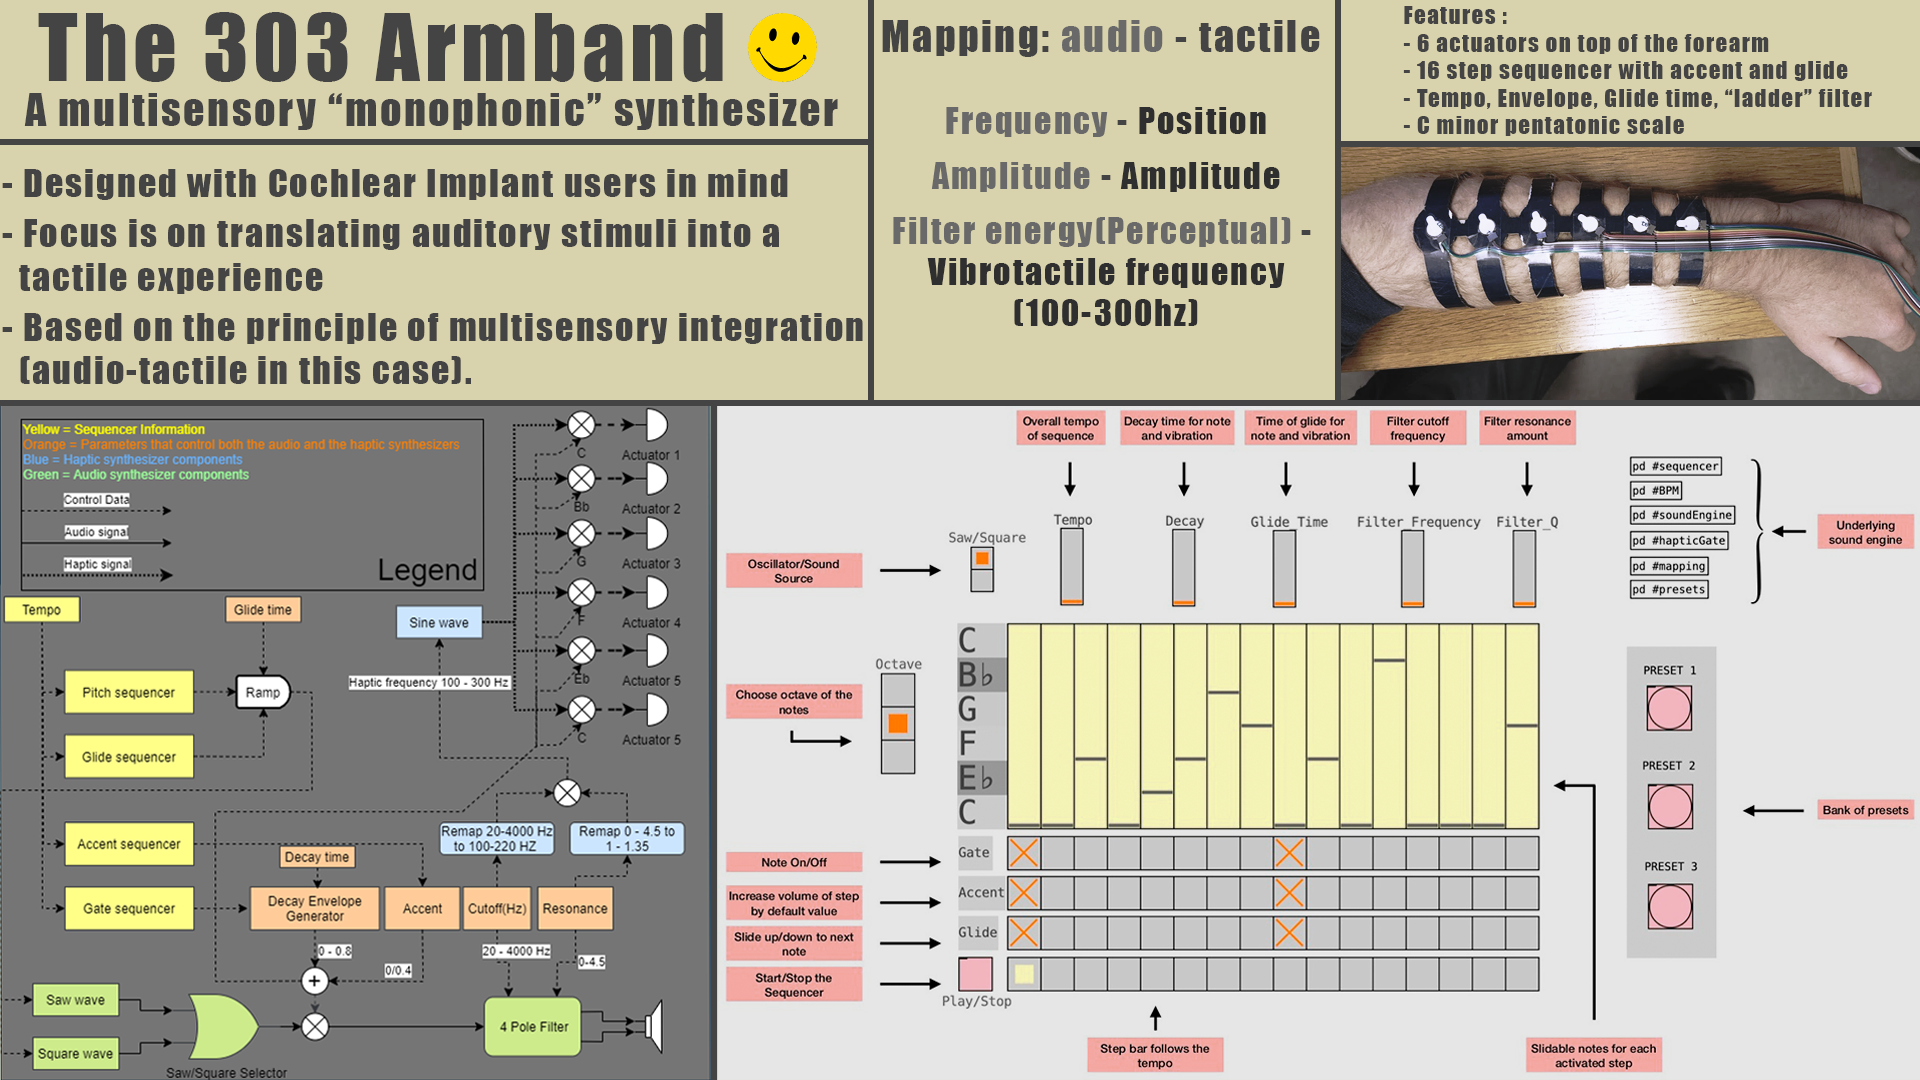 The 303 Armband
A multisensory “monophonic” synthesizer
- Designed with Cochlear Implant users in mind
- Focus is on translating auditory stimuli into a
tactile experience
- Based on the principle of multisensory integration
(audio-tactile in this case).
Mapping: audio - tactile
Frequency - Position
Amplitude - Amplitude
Filter energy(Perceptual) -
Vibrotactile frequency
(100-300hz)
Features :
- 6 actuators on top of the forearm
- 16 step sequencer with accent and glide
- Tempo, Envelope, Glide time, “ladder” filter
- C minor pentatonic scale
Yellow = Sequencer Information
Orange = Parameters that control both the audio and the haptic synthesizers
Blue = Haptic synthesizer components
Green = Audio synthesizer components
Control Data
Audio signal
Haptic signal
Legend
C
Actuator 1
Bb
Actuator 2
G
Actuator 3
F
Actuator 4
Eb
Actuator 5
C
Actuator 5
Tempo
Glide time
Sine wave
Haptic frequency 100 - 300 Hz
Pitch sequencer
Ramp
Glide sequencer
Accent sequencer
Remap 20-4000 Hz
to 100-220 HZ
Remap 0 - 4.5 to
1 - 1.35
Decay time
Gate sequencer
Decay Envelope
Generator
Accent
Cutoff(Hz)
Resonance
0 - 0.8
0/0.4
20 - 4000 Hz
0-4.5
+
Saw wave
Square wave
Saw/Square Selector
4 Pole Filter
Overall tempo
of sequence
Decay time for note
and vibration
Time of glide for
note and vibration
Filter cutoff
frequency
Filter resonance
amount
Tempo
Decay
Glide_Time
Filter_Frequency
Filter_Q
Saw/Square
Oscillator/Sound
Source
pd #sequencer
pd #BPM
pd #soundEngine
pd #hapticGate
pd #mapping
pd #presets
Underlying
sound engine
Octave
Choose octave of the
notes
C
B♭
G
F
E♭
C
Gate
Accent
Glide
Play/Stop
Note On/Off
Increase volume of step
by default value
Slide up/down to next
note
Start/Stop the
Sequencer
PRESET 1
PRESET 2
PRESET 3
Bank of presets
Step bar follows the
tempo
Slidable notes for each
activated step